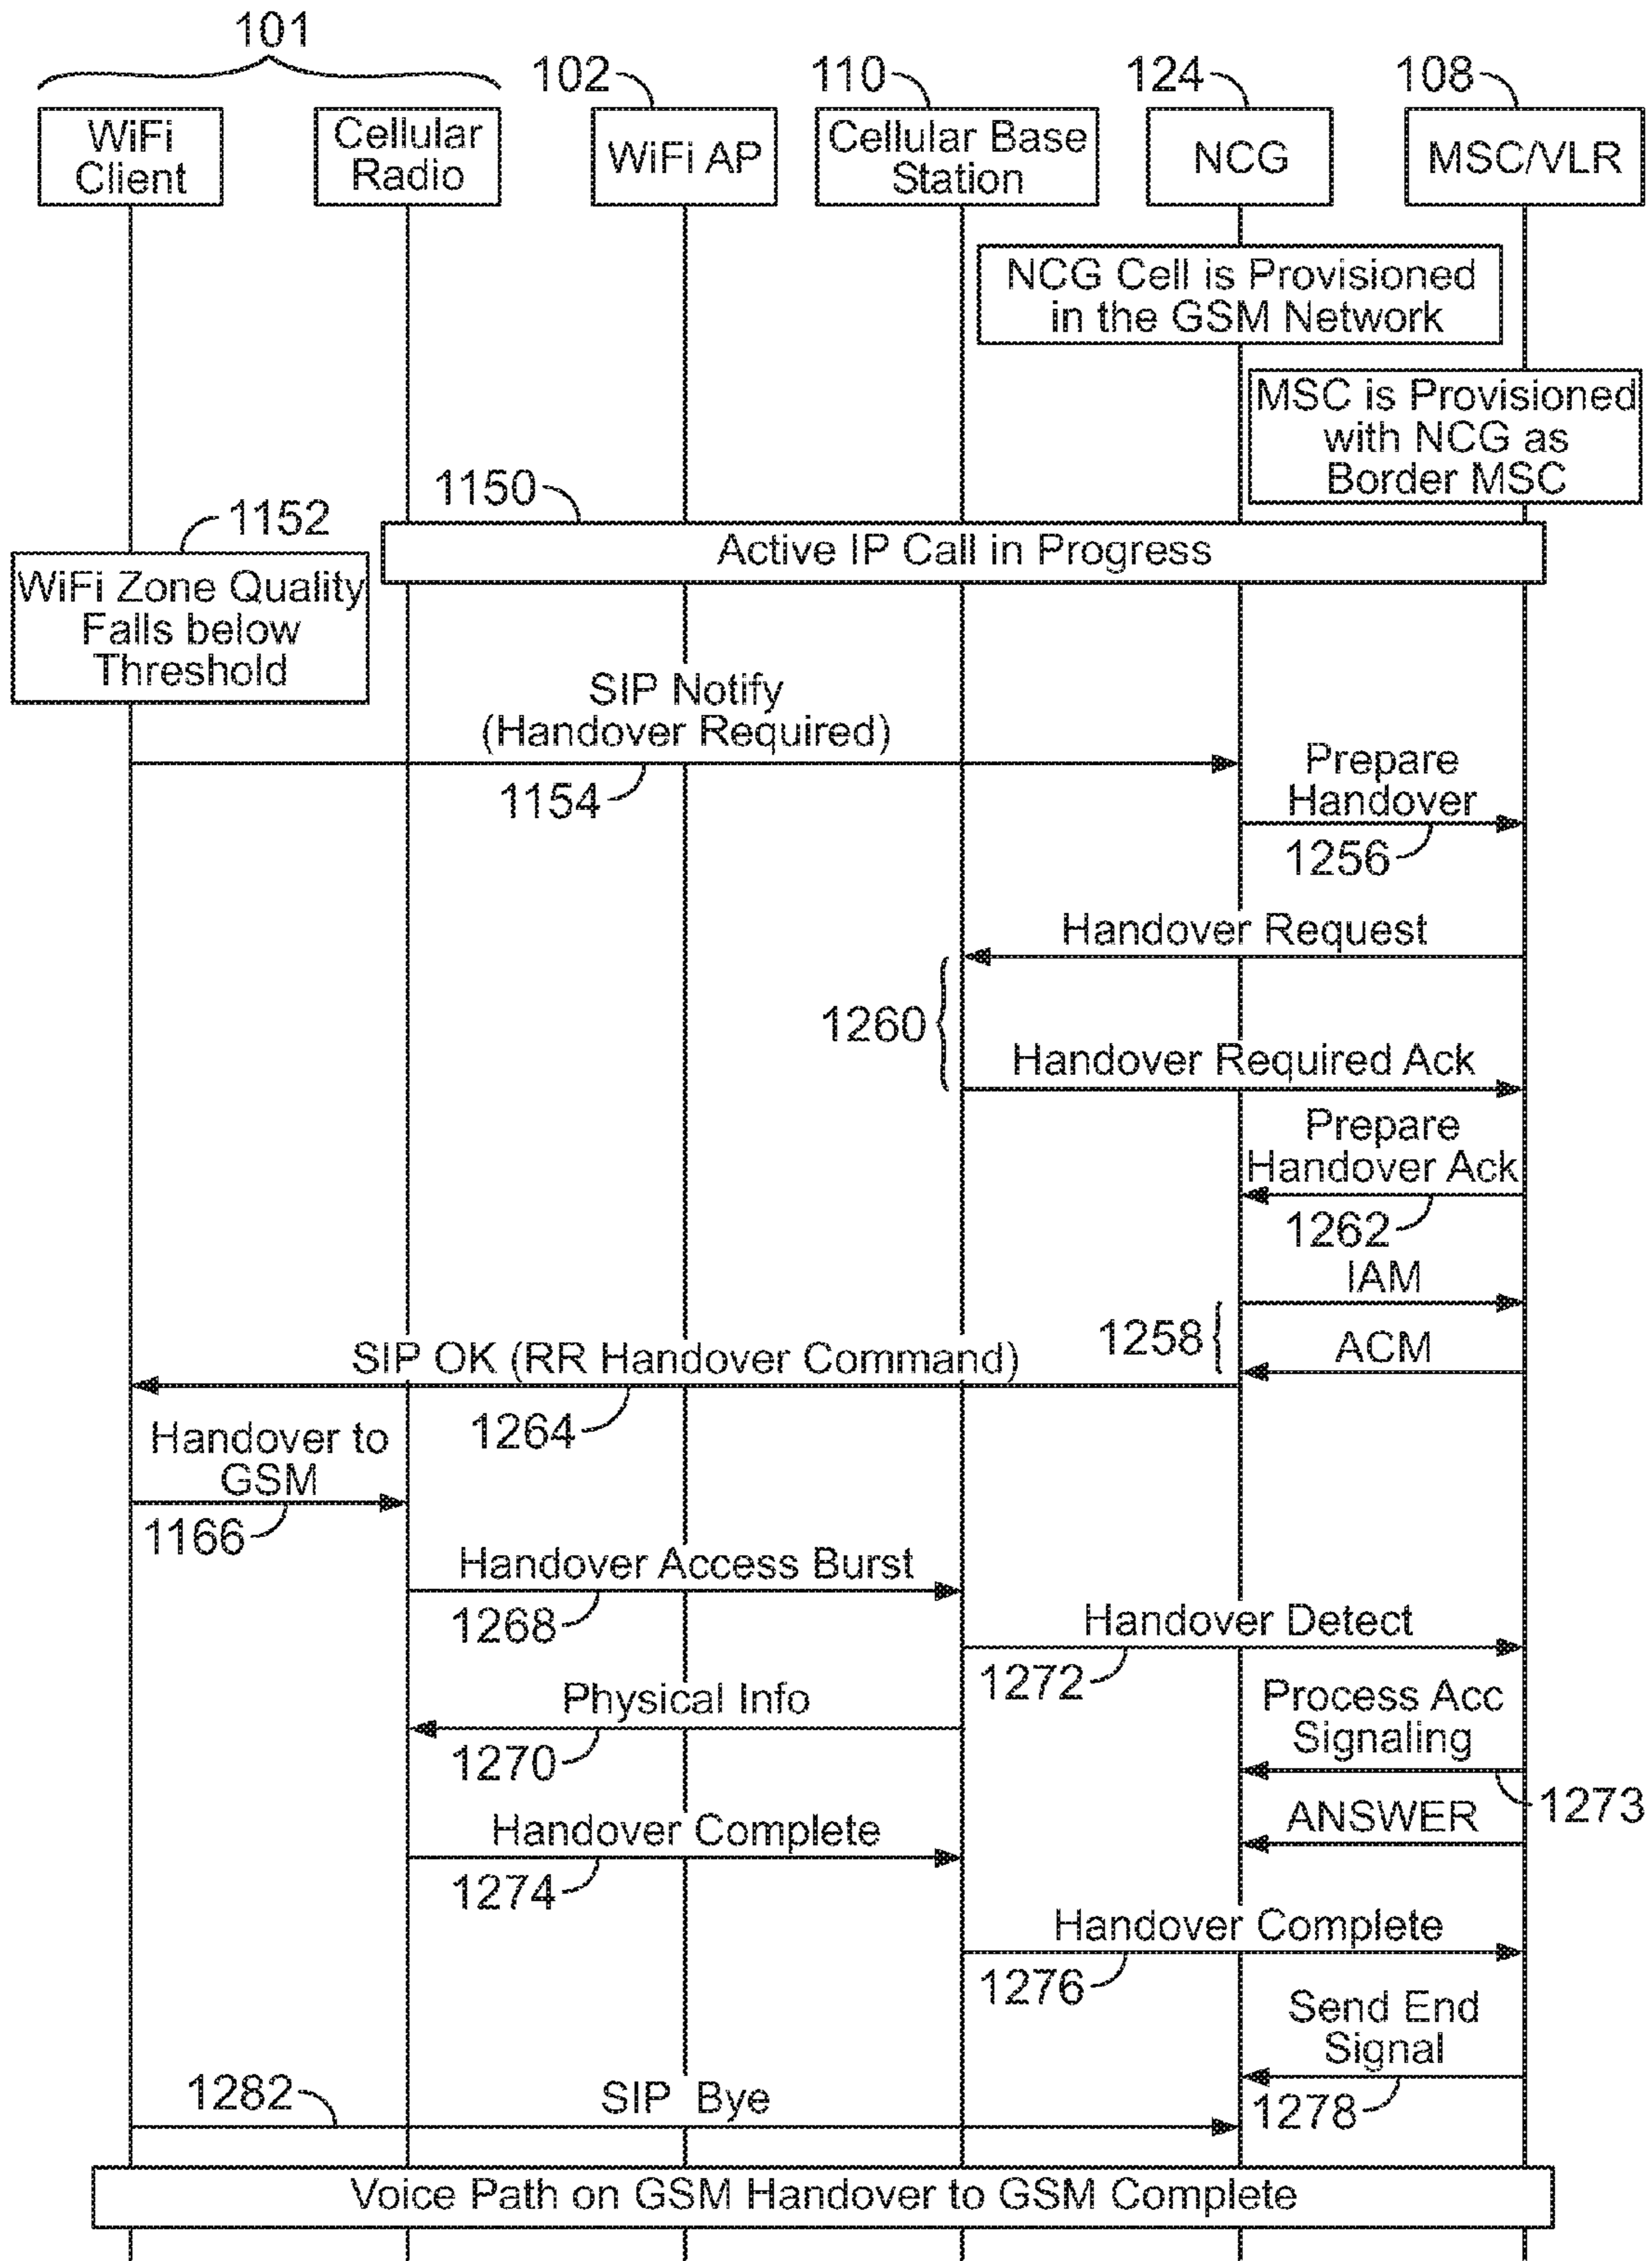 101
102
110
124
108
WiFi
Client
Cellular
Radio
WiFi AP
Cellular Base
Station
NCG
MSC/VLR
NCG Cell is Provisioned
in the GSM Network
MSC is Provisioned
with NCG as
Border MSC
1150
1152
Active IP Call in Progress
WiFi Zone Quality
Falls below
Threshold
SIP Notify
(Handover Required)
1154
Prepare
Handover
1256
Handover Request
1260
Handover Required Ack
Prepare
Handover Ack
1262
IAM
1258
ACM
SIP OK (RR Handover Command)
1264
Handover to
GSM
1166
Handover Access Burst
1268
Handover Detect
1272
Physical Info
1270
Process Acc
Signaling
1273
ANSWER
Handover Complete
1274
Handover Complete
1276
Send End
Signal
1278
1282
SIP Bye
Voice Path on GSM Handover to GSM Complete